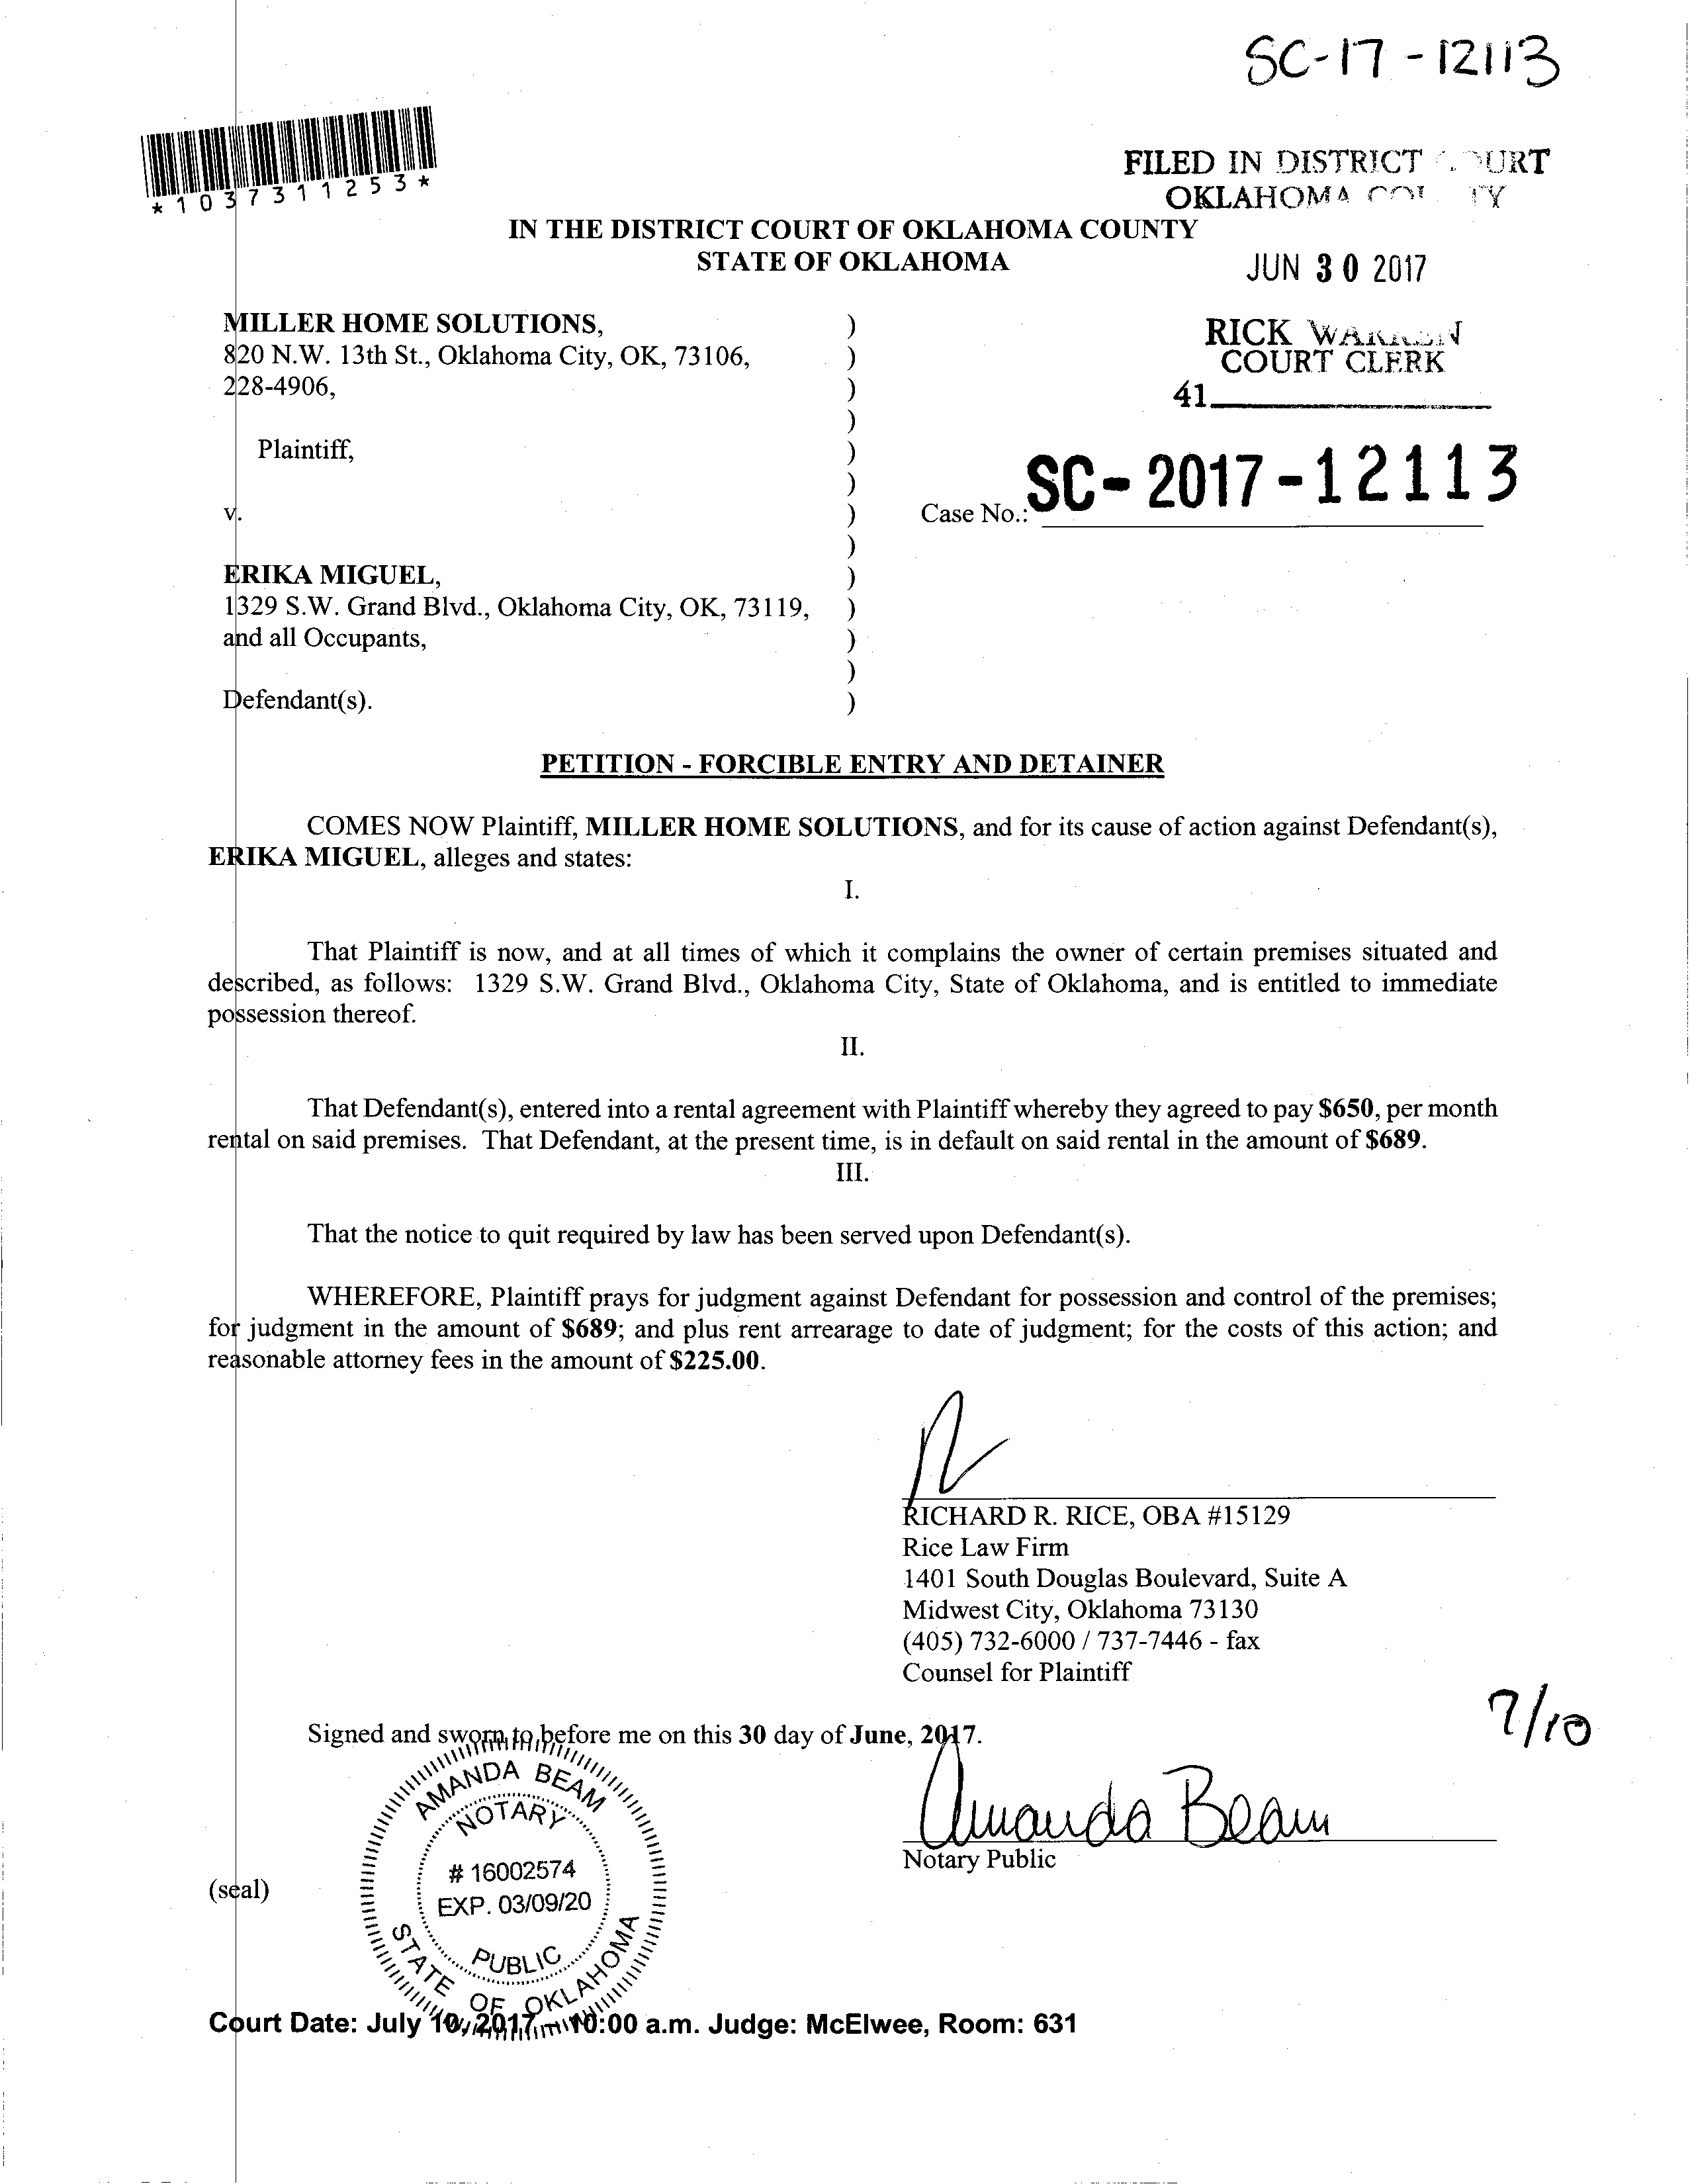 SC-17-12113
*1037311253*
FILED IN DISTRICT URT
OKLAHOMA
IN THE DISTRICT COURT OF OKLAHOMA COUNTY
STATE OF OKLAHOMA
JUN 30 2017
MILLER HOME SOLUTIONS, )
820 N.W. 13th St., Oklahoma City, OK, 73106, )
228-4906, )
)
Plaintiff, )
)
v. )
)
ERIKA MIGUEL, )
1329 S.W. Grand Blvd., Oklahoma City, OK, 73119, )
and all Occupants, )
)
Defendant(s). )
RICK WARREN
COURT CLERK
41
Case No.: SC-2017-12113
PETITION - FORCIBLE ENTRY AND DETAINER
COMES NOW Plaintiff, MILLER HOME SOLUTIONS, and for its cause of action against Defendant(s),
ERIKA MIGUEL, alleges and states:
I.
That Plaintiff is now, and at all times of which it complains the owner of certain premises situated and
described, as follows: 1329 S.W. Grand Blvd., Oklahoma City, State of Oklahoma, and is entitled to immediate
possession thereof.
II.
That Defendant(s), entered into a rental agreement with Plaintiff whereby they agreed to pay $650, per month
rental on said premises. That Defendant, at the present time, is in default on said rental in the amount of $689.
III.
That the notice to quit required by law has been served upon Defendant(s).
WHEREFORE, Plaintiff prays for judgment against Defendant for possession and control of the premises;
for judgment in the amount of $689; and plus rent arrearage to date of judgment; for the costs of this action; and
reasonable attorney fees in the amount of $225.00.
RICHARD R. RICE, OBA #15129
Rice Law Firm
1401 South Douglas Boulevard, Suite A
Midwest City, Oklahoma 73130
(405) 732-6000 / 737-7446 - fax
Counsel for Plaintiff
7/10
Signed and sworn to before me on this 30 day of June, 2017.
Amanda Beam
Notary Public
(seal)
AMANDA BEAM
NOTARY
# 16002574
EXP. 03/09/20
PUBLIC
STATE OF OKLAHOMA
Court Date: July 10, 2017 10:00 a.m. Judge: McElwee, Room: 631